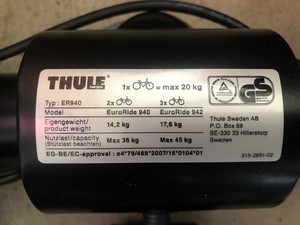 THULE
Sweden
1x = max 20 kg
Typ : ER940 2x 3x
Model EuroRide 940 EuroRide 942
Eigengewicht/
product weight 14,2 kg 17,6 kg
Nutzlast/capacity
(Stützlast beachten) Max 36 kg Max 45 kg
EG-BE/EC-approval : e4*79/488*2007/15*0104*01
Thule Sweden AB
P.O. Box 69
SE-330 33 Hillerstorp
Sweden